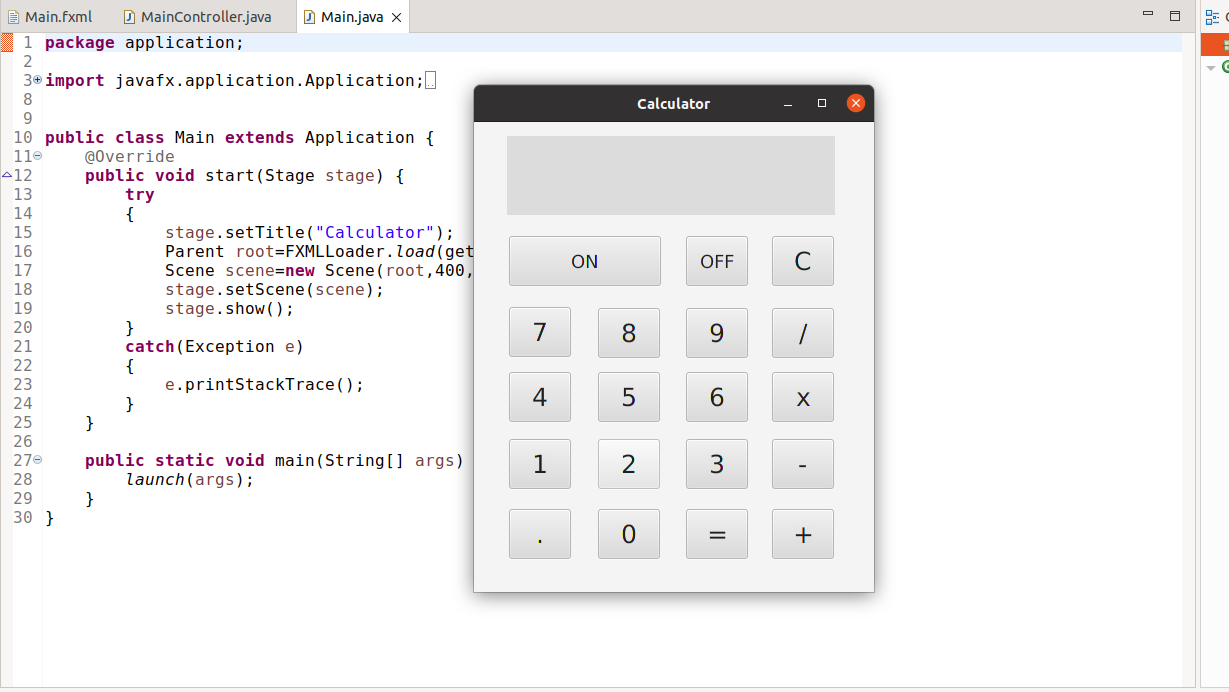 Main.fxml MainController.java Main.java
1 package application;
2
3 import javafx.application.Application;
8
9
10 public class Main extends Application {
11 @Override
12 public void start(Stage stage) {
13 try
14 {
15 stage.setTitle("Calculator");
16 Parent root=FXMLLoader.load(get
17 Scene scene=new Scene(root,400,
18 stage.setScene(scene);
19 stage.show();
20 }
21 catch(Exception e)
22 {
23 e.printStackTrace();
24 }
25 }
26
27 public static void main(String[] args)
28 launch(args);
29 }
30 }
Calculator
ON OFF C
7 8 9 /
4 5 6 x
1 2 3 -
. 0 = +